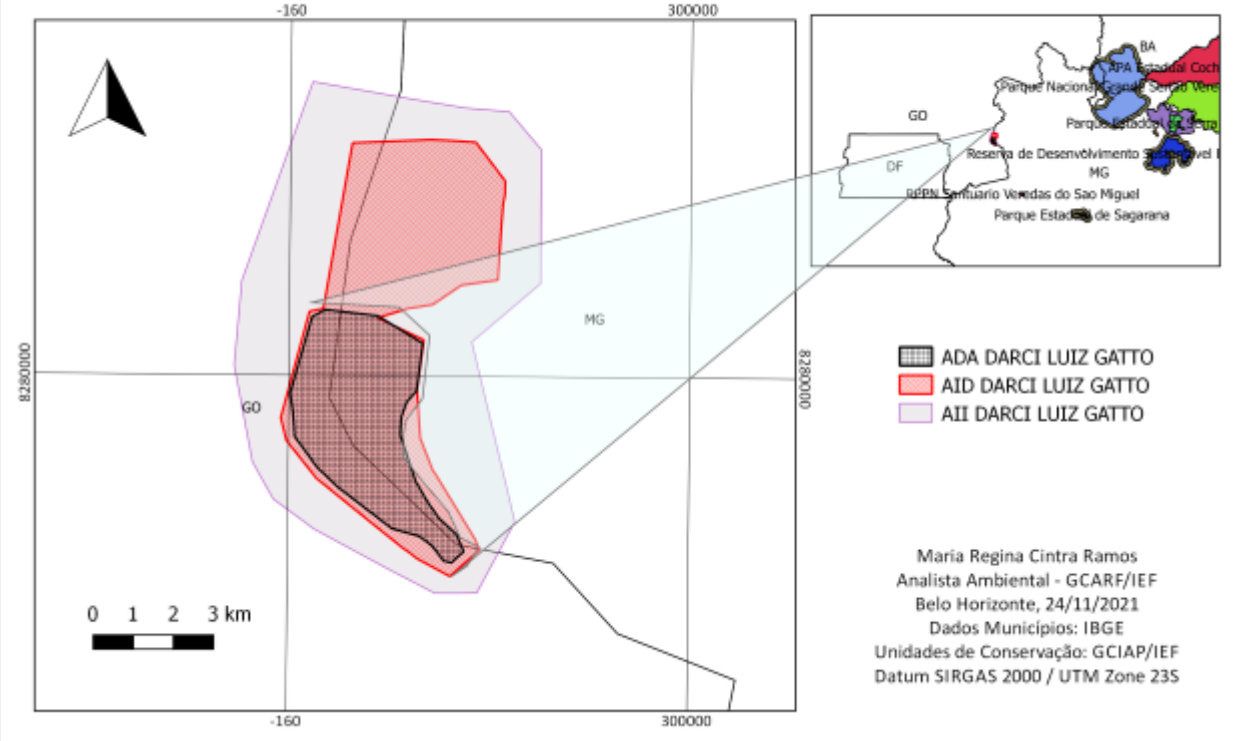 -160
300000
8280000
8280000
GO
MG
0 1 2 3 km
-160
300000
BA
APA Estadual Coch
Parque Nacional Grande Sertão Vere
GO
Parque Estadual da Serra
DF
Reserva de Desenvolvimento Sustentável
MG
RPPN Santuario Veredas do Sao Miguel
Parque Estadual de Sagarana
ADA DARCI LUIZ GATTO
AID DARCI LUIZ GATTO
AII DARCI LUIZ GATTO
Maria Regina Cintra Ramos
Analista Ambiental - GCARF/IEF
Belo Horizonte, 24/11/2021
Dados Municípios: IBGE
Unidades de Conservação: GCIAP/IEF
Datum SIRGAS 2000 / UTM Zone 23S